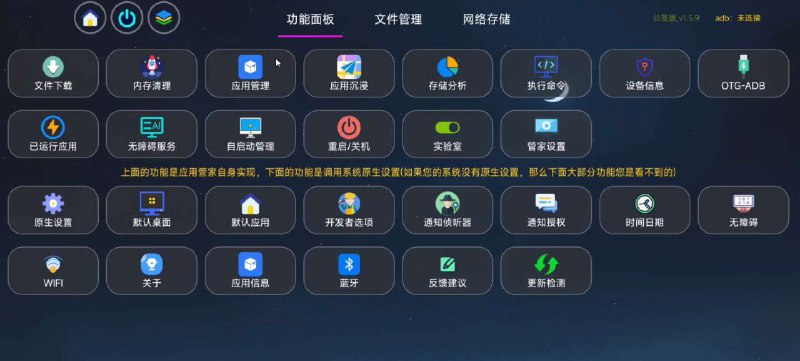 功能面板 文件管理 网络存储 公签版 v1.5.9 adb：未连接
文件下载 内存清理 应用管理 应用沉浸 存储分析 执行命令 设备信息 OTG-ADB
已运行应用 无障碍服务 自启动管理 重启/关机 实验室 管家设置
上面的功能是应用管家自身实现，下面的功能是调用系统原生设置(如果您的系统没有原生设置，那么下面大部分功能您是看不到的)
原生设置 默认桌面 默认应用 开发者选项 通知侦听器 通知授权 时间日期 无障碍
WIFI 关于 应用信息 蓝牙 反馈建议 更新检测